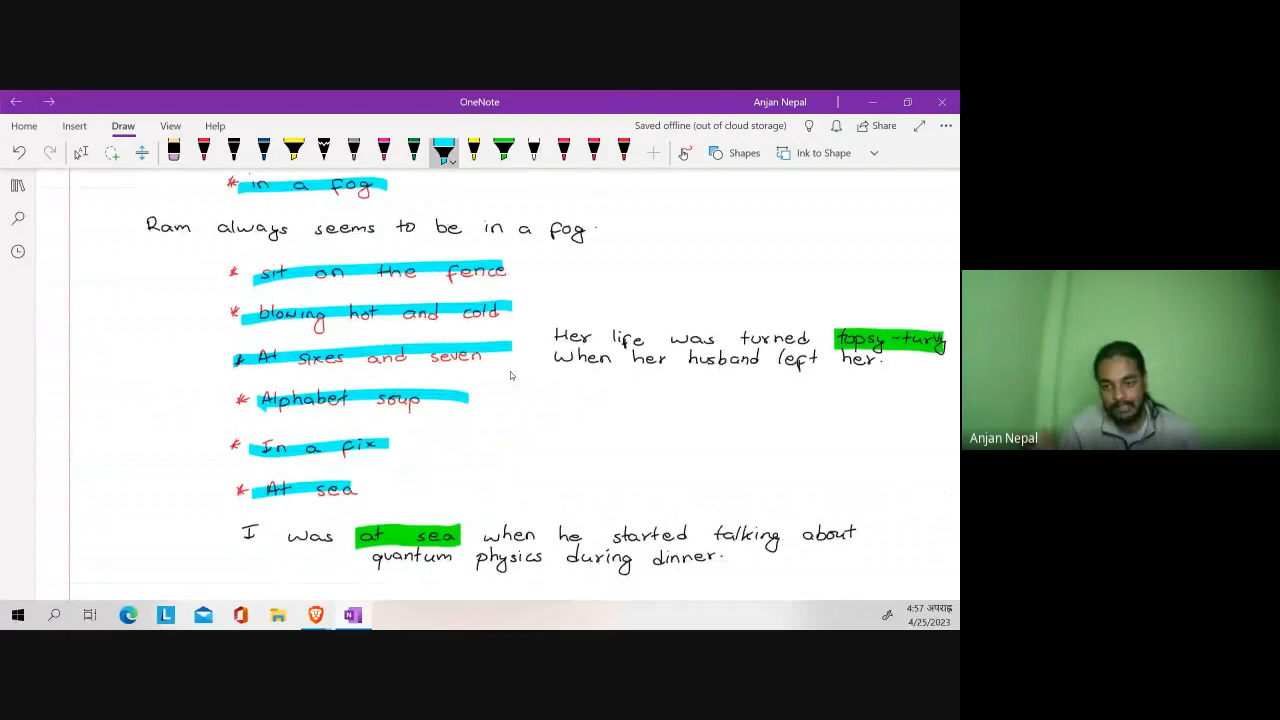 OneNote
Anjan Nepal
Home Insert Draw View Help
Saved offline (out of cloud storage)
Share
Shapes
Ink to Shape
* in a fog
Ram always seems to be in a fog.
* sit on the fence
* blowing hot and cold
* At sixes and seven
Her life was turned topsy-turvy
when her husband left her.
* Alphabet soup
* In a fix
* At sea
I was at sea when he started talking about
quantum physics during dinner.
Anjan Nepal
L
N
4:57 अपराह्न
4/25/2023